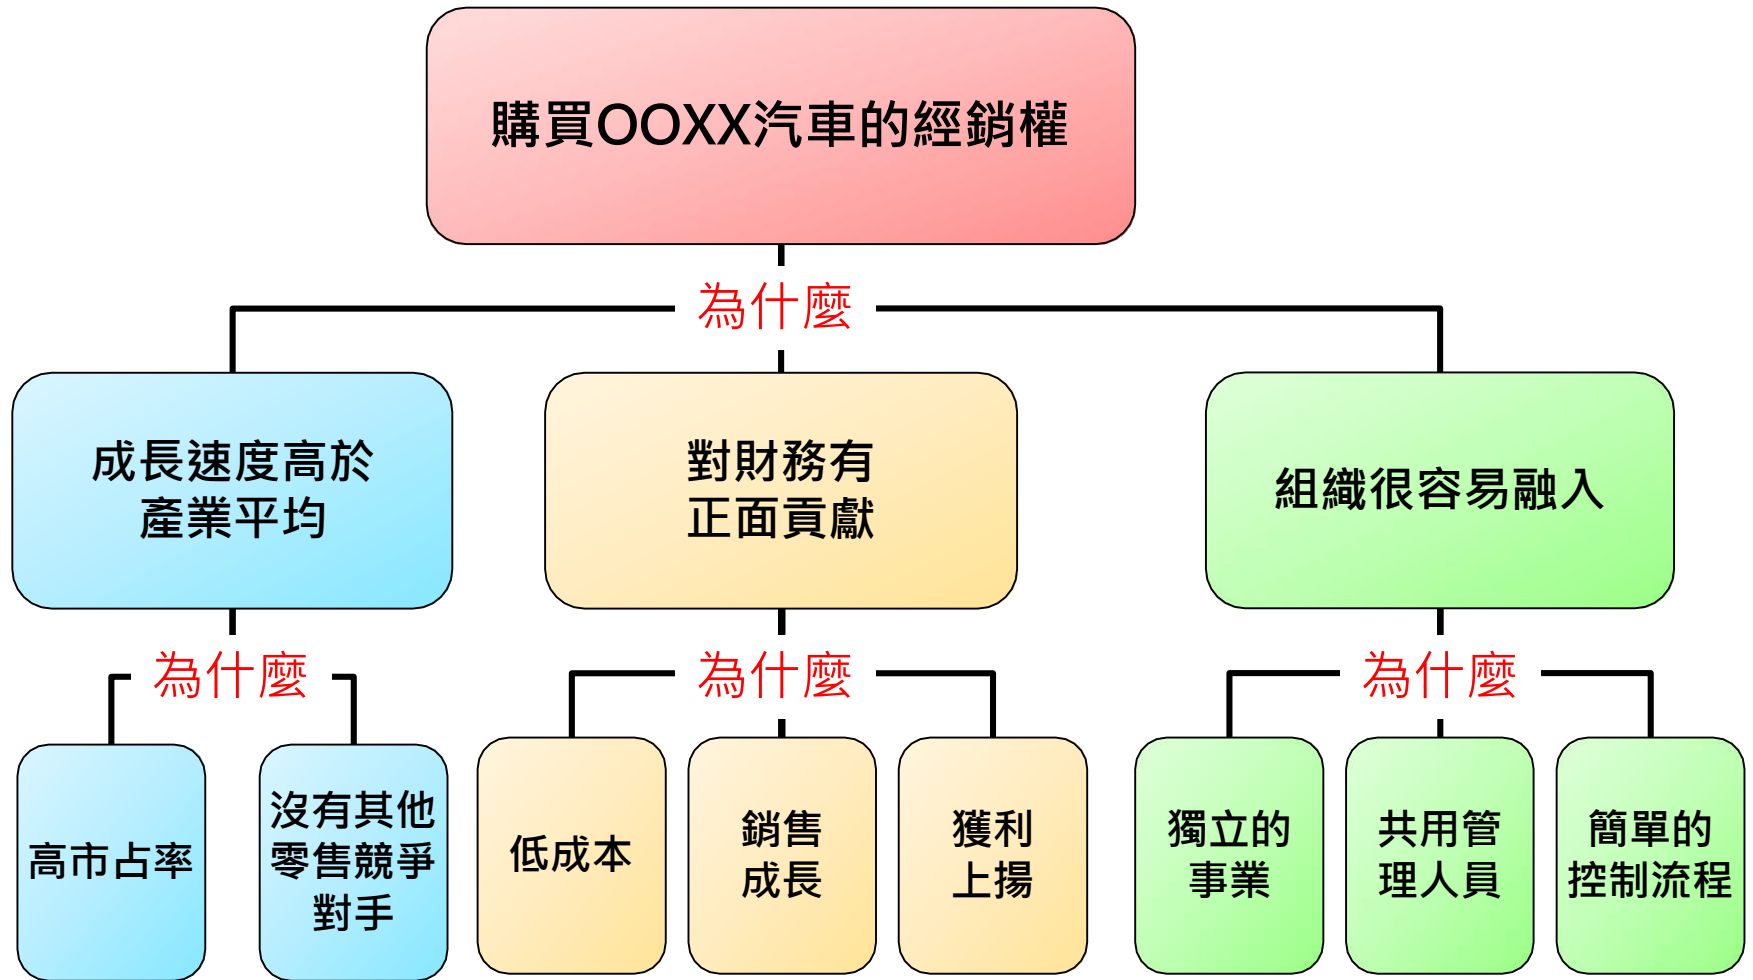 購買OOXX汽車的經銷權
為什麼
成長速度高於
產業平均
對財務有
正面貢獻
組織很容易融入
為什麼
為什麼
為什麼
高市占率
沒有其他
零售競爭
對手
低成本
銷售
成長
獲利
上揚
獨立的
事業
共用管
理人員
簡單的
控制流程